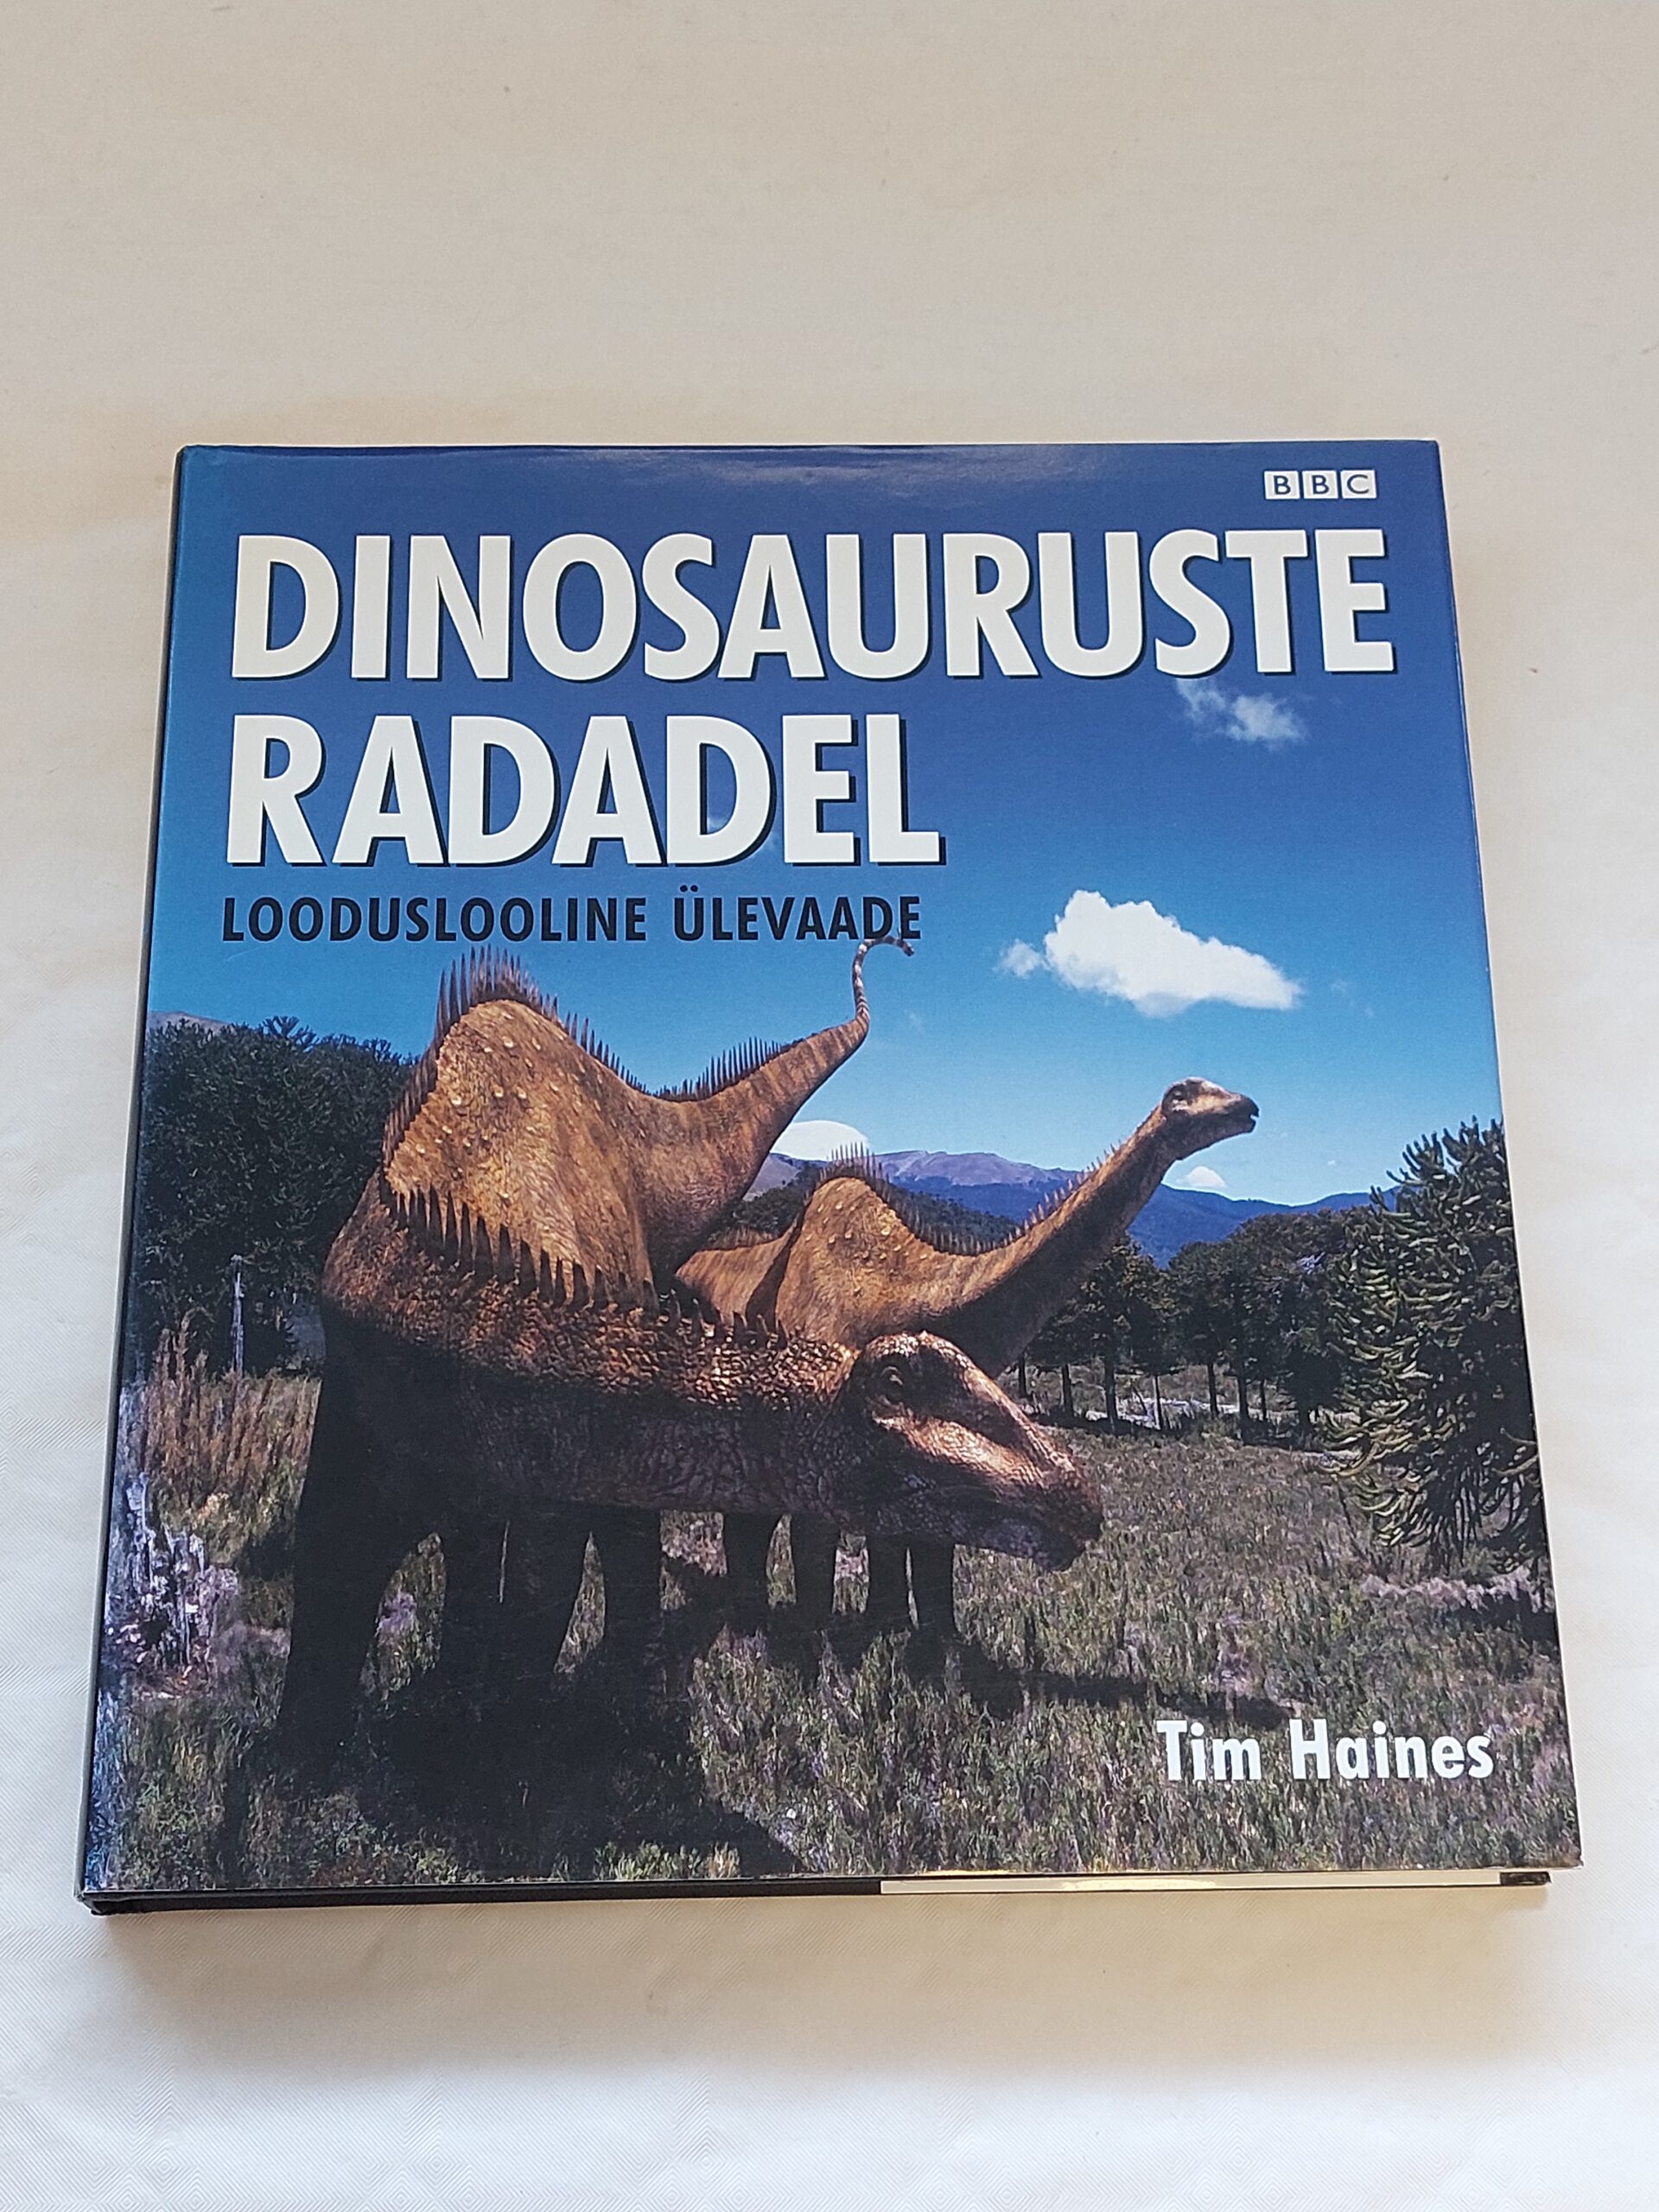 BBC
DINOSAURUSTE
RADADEL
LOODUSLOOLINE ÜLEVAADE
Tim Haines